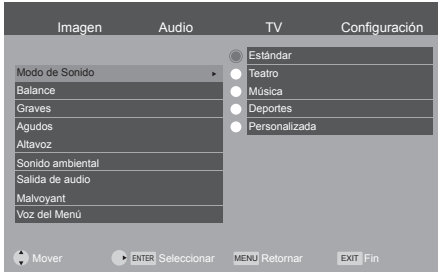 Imagen Audio TV Configuración
Modo de Sonido
Balance
Graves
Agudos
Altavoz
Sonido ambiental
Salida de audio
Malvoyant
Voz del Menú
Estándar
Teatro
Música
Deportes
Personalizada
Mover ENTER Seleccionar MENU Retornar EXIT Fin